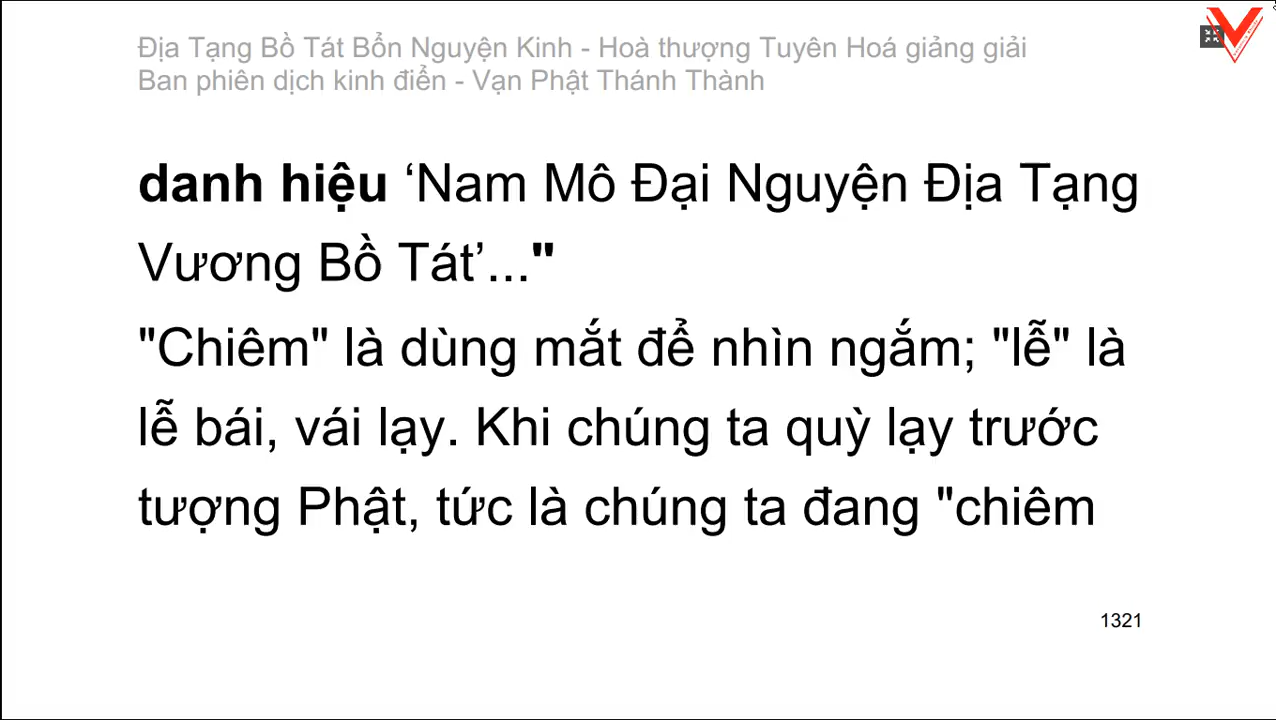 Địa Tạng Bồ Tát Bổn Nguyện Kinh - Hoà thượng Tuyên Hoá giảng giải
Ban phiên dịch kinh điển - Vạn Phật Thánh Thành
danh hiệu ‘Nam Mô Đại Nguyện Địa Tạng
Vương Bồ Tát’..."
"Chiêm" là dùng mắt để nhìn ngắm; "lễ" là
lễ bái, vái lạy. Khi chúng ta quỳ lạy trước
tượng Phật, tức là chúng ta đang "chiêm
1321